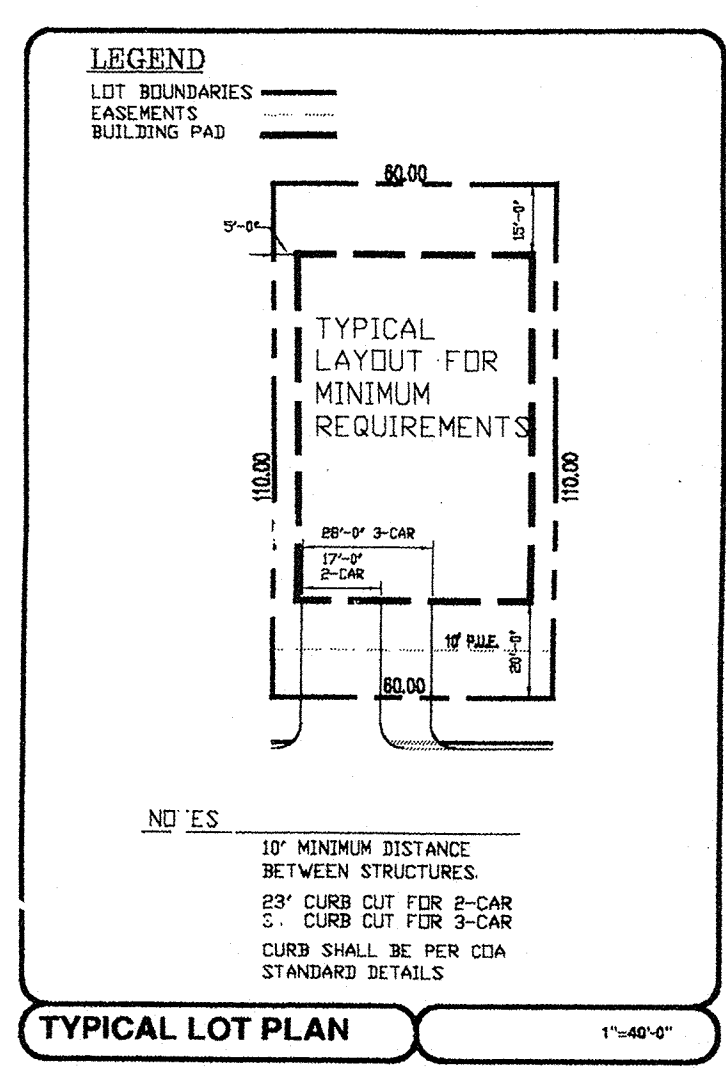 LEGEND
LOT BOUNDARIES
EASEMENTS
BUILDING PAD
60.00
15'-0"
5'-0"
TYPICAL
LAYOUT FOR
MINIMUM
REQUIREMENTS
110.00
110.00
28'-0" 3-CAR
17'-0"
2-CAR
10' P.U.E.
20'-0"
60.00
NOTES
10' MINIMUM DISTANCE
BETWEEN STRUCTURES.
23' CURB CUT FOR 2-CAR
CURB CUT FOR 3-CAR
CURB SHALL BE PER COA
STANDARD DETAILS
TYPICAL LOT PLAN
1"=40'-0"